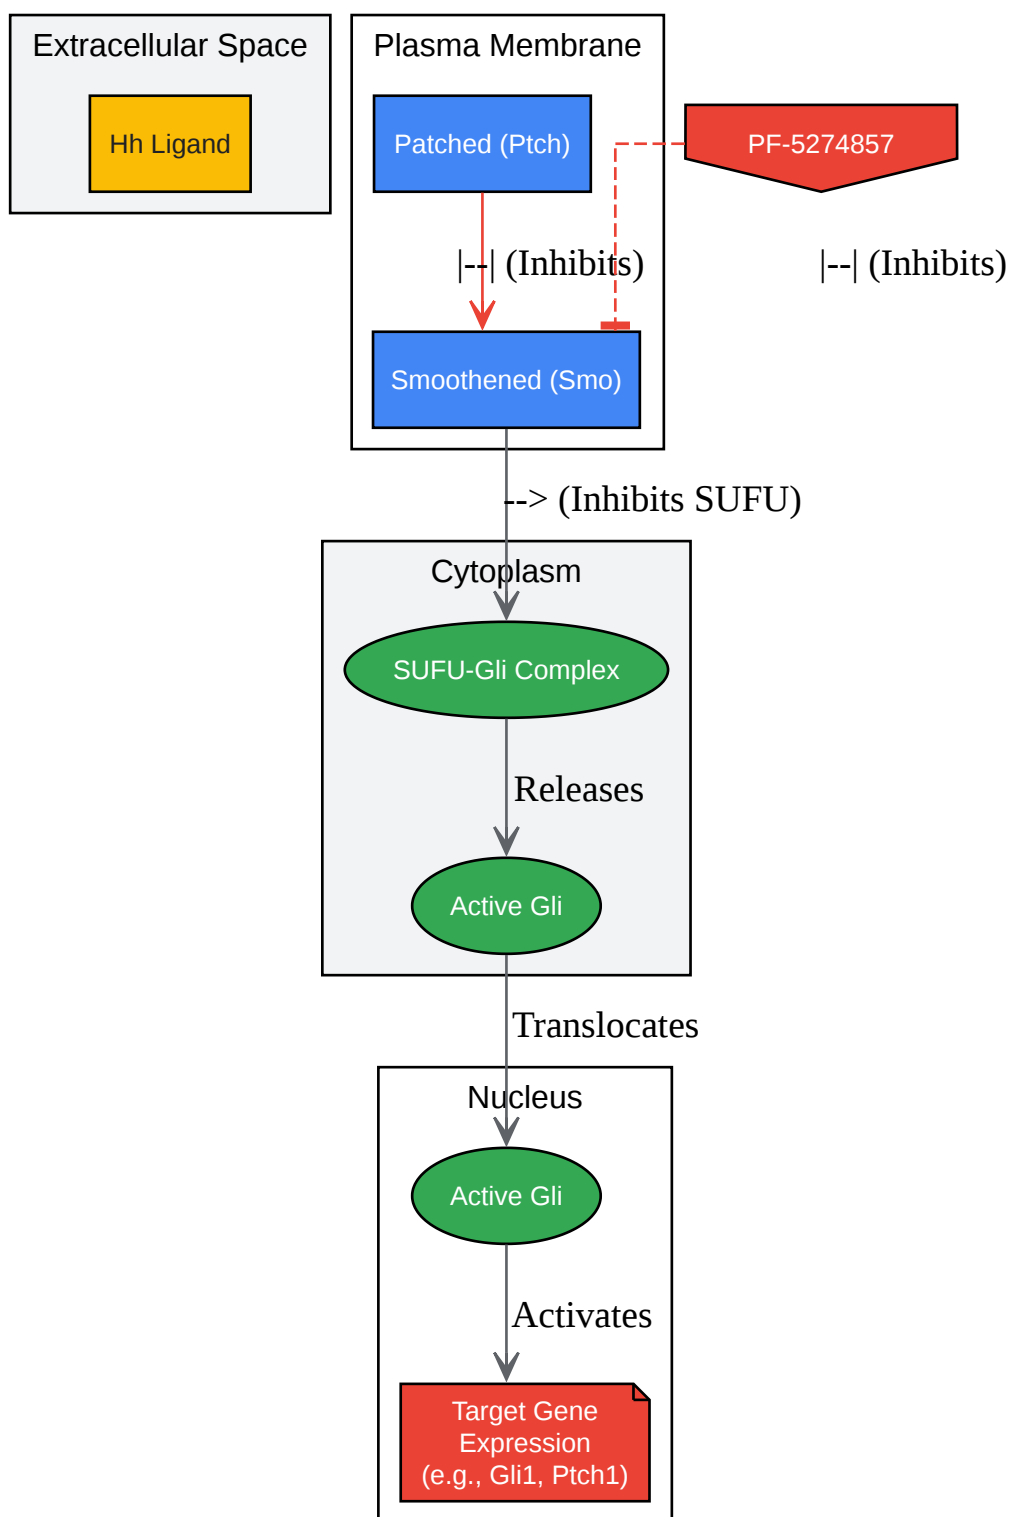 Extracellular Space
Plasma Membrane
Hh Ligand
Patched (Ptch)
PF-5274857
|--| (Inhibits)
|--| (Inhibits)
Smoothened (Smo)
--> (Inhibits SUFU)
Cytoplasm
SUFU-Gli Complex
Releases
Active Gli
Translocates
Nucleus
Active Gli
Activates
Target Gene
Expression
(e.g., Gli1, Ptch1)